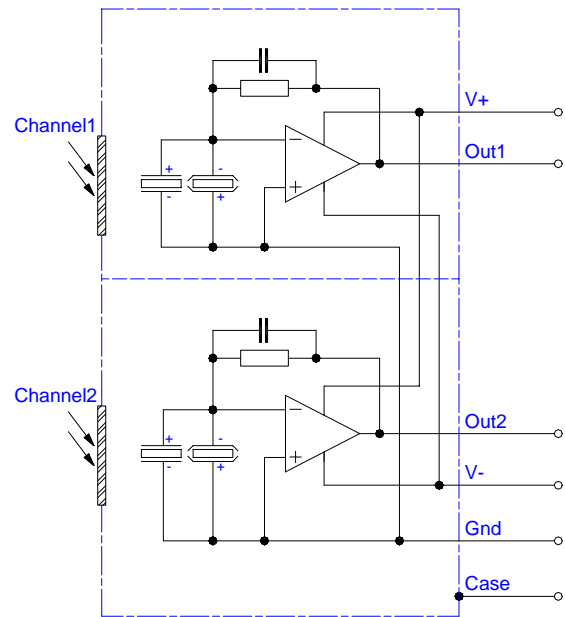 V+
Channel1
Out1
+ -
- +
− +
Channel2
Out2
+ -
- +
− +
V-
Gnd
Case